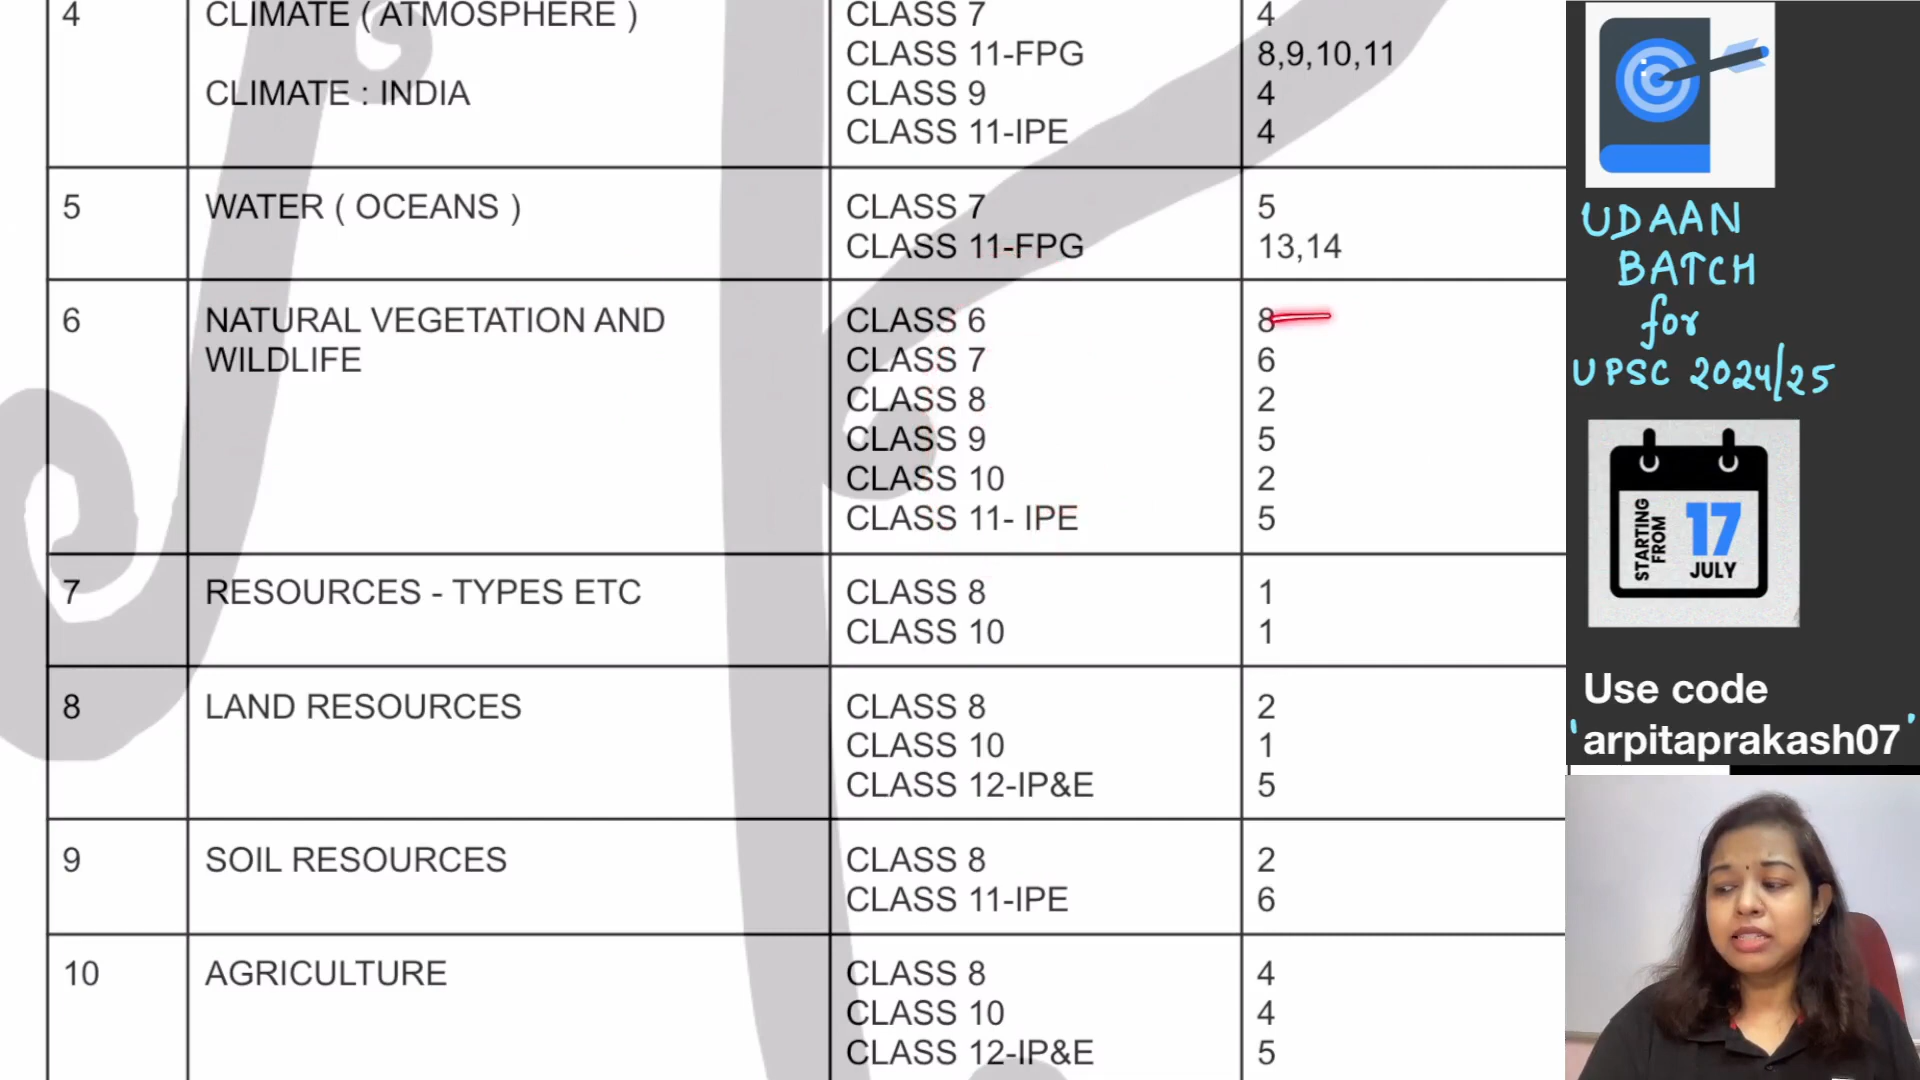 4 CLIMATE ( ATMOSPHERE ) CLASS 7 4
CLASS 11-FPG 8,9,10,11
CLIMATE : INDIA CLASS 9 4
CLASS 11-IPE 4
5 WATER ( OCEANS ) CLASS 7 5
CLASS 11-FPG 13,14
6 NATURAL VEGETATION AND CLASS 6 8
WILDLIFE CLASS 7 6
CLASS 8 2
CLASS 9 5
CLASS 10 2
CLASS 11- IPE 5
7 RESOURCES - TYPES ETC CLASS 8 1
CLASS 10 1
8 LAND RESOURCES CLASS 8 2
CLASS 10 1
CLASS 12-IP&E 5
9 SOIL RESOURCES CLASS 8 2
CLASS 11-IPE 6
10 AGRICULTURE CLASS 8 4
CLASS 10 4
CLASS 12-IP&E 5
UDAAN
BATCH
for
UPSC 2024/25
STARTING
FROM
17
JULY
Use code
'arpitaprakash07'